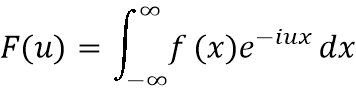 F(u) = ∫_{-∞}^{∞} f (x)e^{-iux} dx